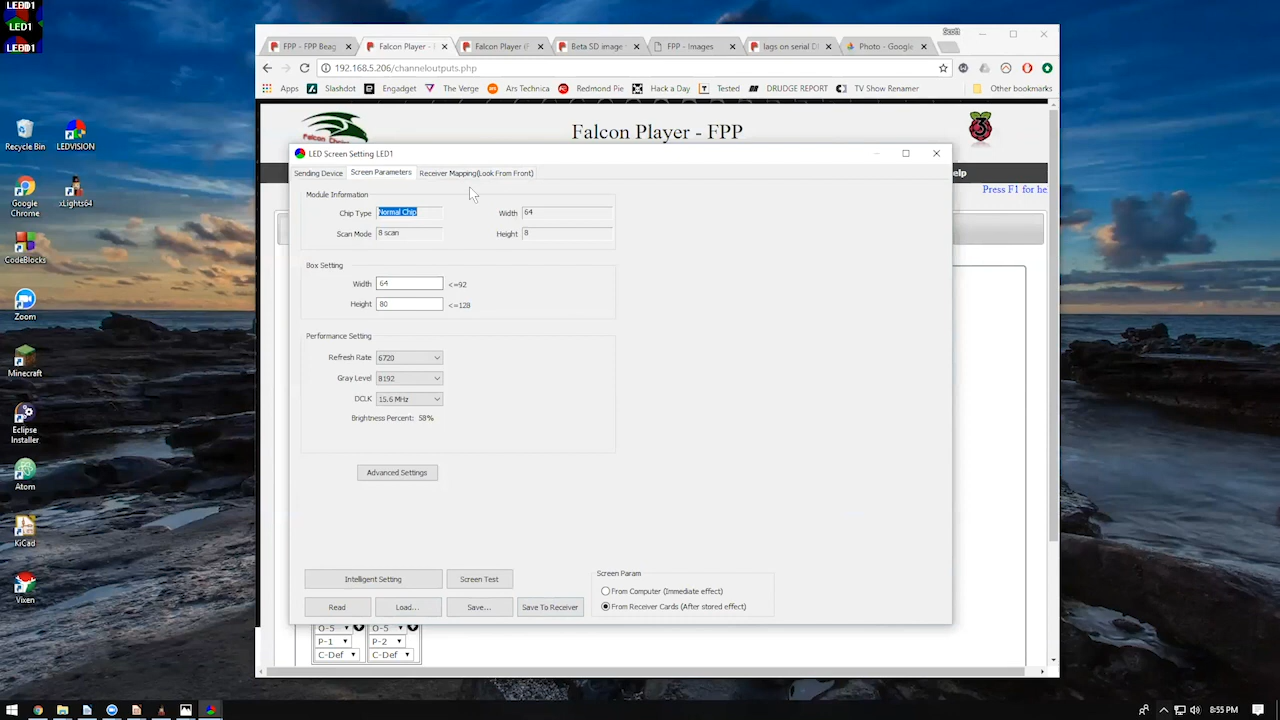 LED1
LED1
Scott
FPP - FPP Beag
Falcon Player -
Falcon Player (F
Beta SD image
FPP - Images
lags on serial D
Photo - Google
192.168.5.206/channeloutputs.php
Apps
Slashdot
Engadget
The Verge
Ars Technica
Redmond Pie
Hack a Day
Tested
DRUDGE REPORT
TV Show Renamer
Other bookmarks
Falcon
Falcon Player - FPP
elp
Press F1 for he
Recycle Bin
LEDVISION
Google Chrome
xLights64
CodeBlocks
Zoom
Minecraft
Eclipse Installer
Atom
KiCad
Vixen
LED Screen Setting LED1
Sending Device
Screen Parameters
Receiver Mapping(Look From Front)
Module Information
Chip Type Normal Chip
Width 64
Scan Mode 8 scan
Height 8
Box Setting
Width 64 <=92
Height 80 <=128
Performance Setting
Refresh Rate 6720
Gray Level 8192
DCLK 15.6 MHz
Brightness Percent: 58%
Advanced Settings
Intelligent Setting
Screen Test
Read
Load...
Save...
Save To Receiver
Screen Param
From Computer (Immediate effect)
From Receiver Cards (After stored effect)
O-5 O-5
P-1 P-2
C-Def C-Def
8:55 PM